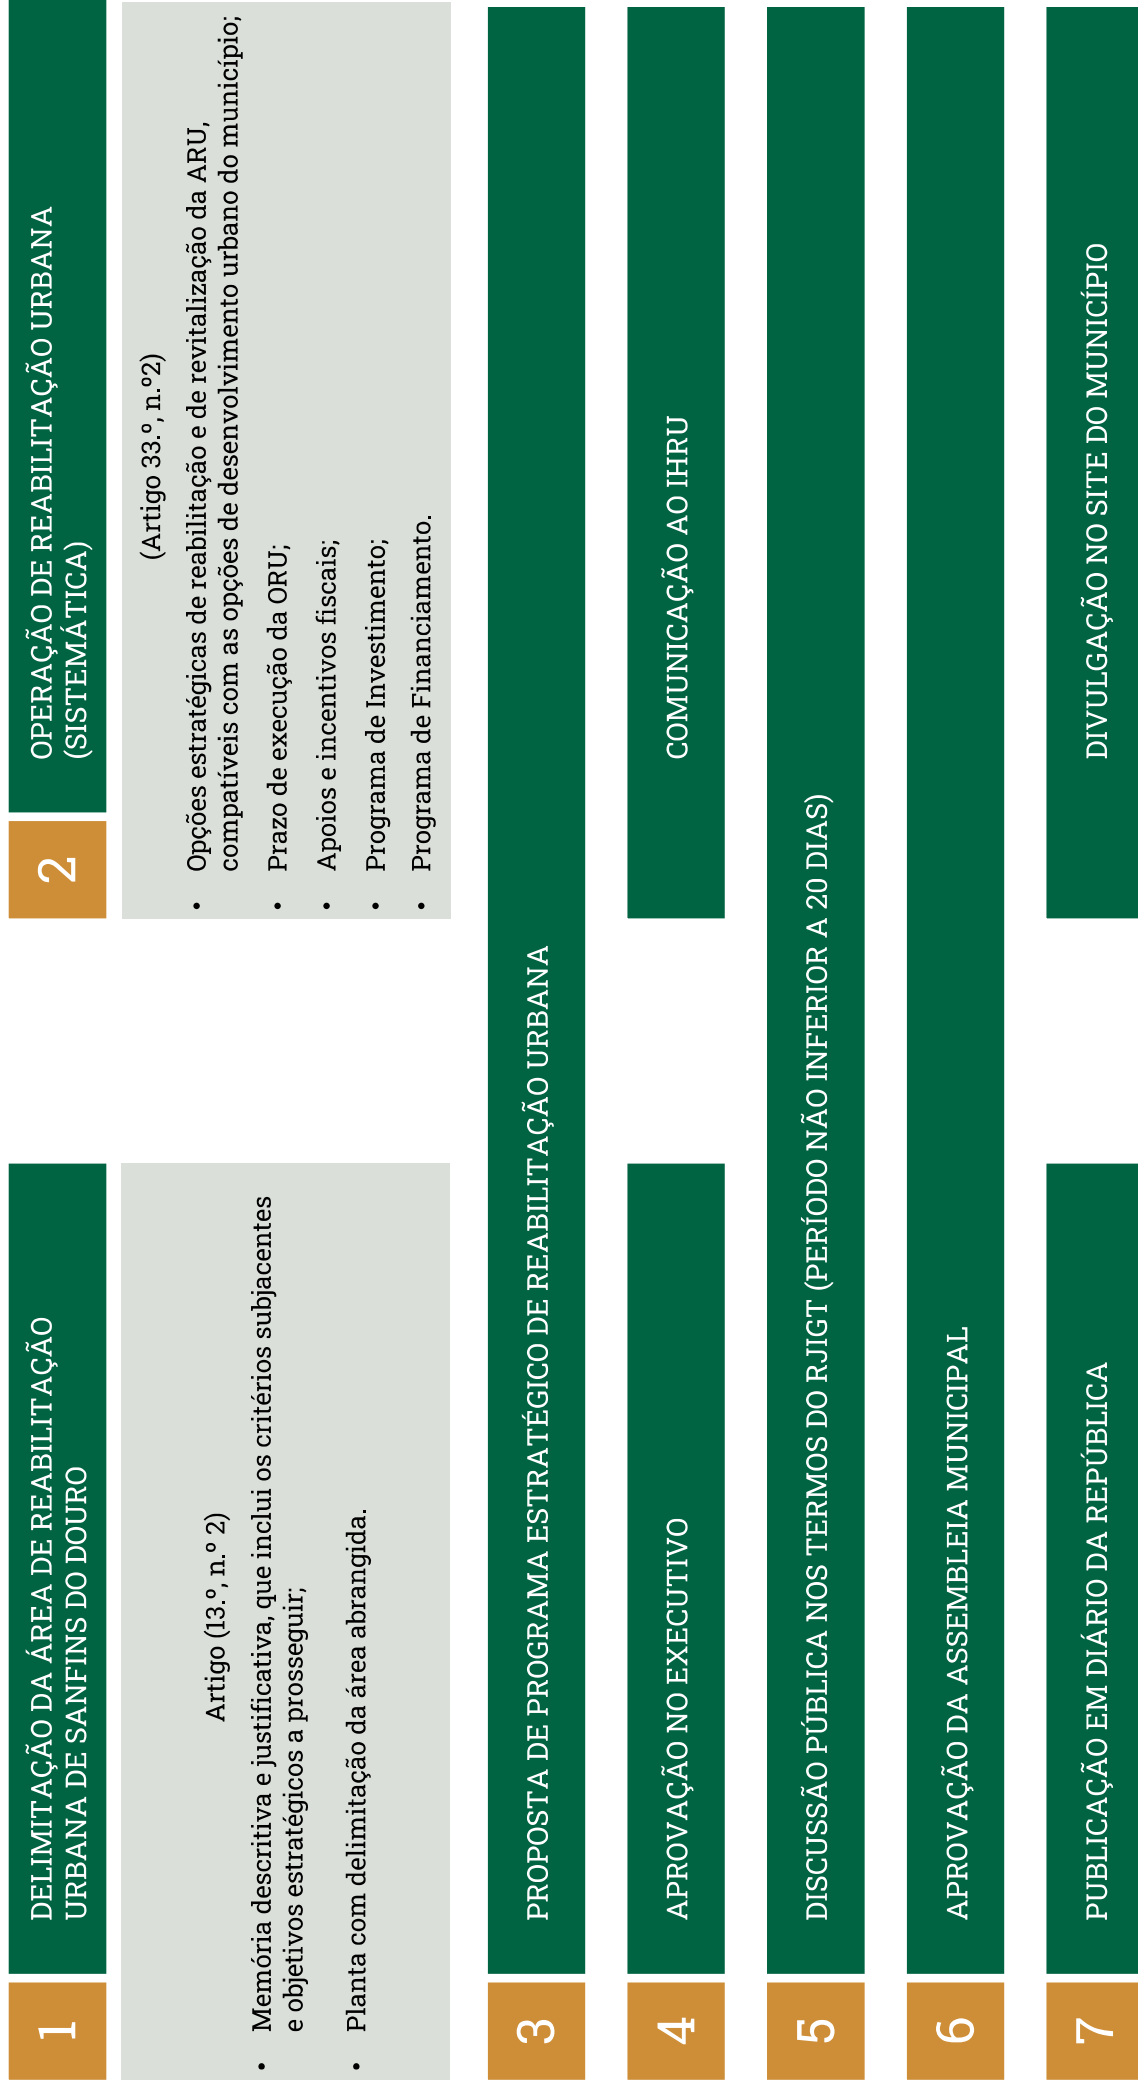 1
DELIMITAÇÃO DA ÁREA DE REABILITAÇÃO
URBANA DE SANFINS DO DOURO
Artigo (13.º, n.º 2)
• Memória descritiva e justificativa, que inclui os critérios subjacentes
e objetivos estratégicos a prosseguir;
• Planta com delimitação da área abrangida.
2
OPERAÇÃO DE REABILITAÇÃO URBANA
(SISTEMÁTICA)
(Artigo 33.º, n.º2)
• Opções estratégicas de reabilitação e de revitalização da ARU,
compatíveis com as opções de desenvolvimento urbano do município;
• Prazo de execução da ORU;
• Apoios e incentivos fiscais;
• Programa de Investimento;
• Programa de Financiamento.
3
PROPOSTA DE PROGRAMA ESTRATÉGICO DE REABILITAÇÃO URBANA
4
APROVAÇÃO NO EXECUTIVO
COMUNICAÇÃO AO IHRU
5
DISCUSSÃO PÚBLICA NOS TERMOS DO RJIGT (PERÍODO NÃO INFERIOR A 20 DIAS)
6
APROVAÇÃO DA ASSEMBLEIA MUNICIPAL
7
PUBLICAÇÃO EM DIÁRIO DA REPÚBLICA
DIVULGAÇÃO NO SITE DO MUNICÍPIO